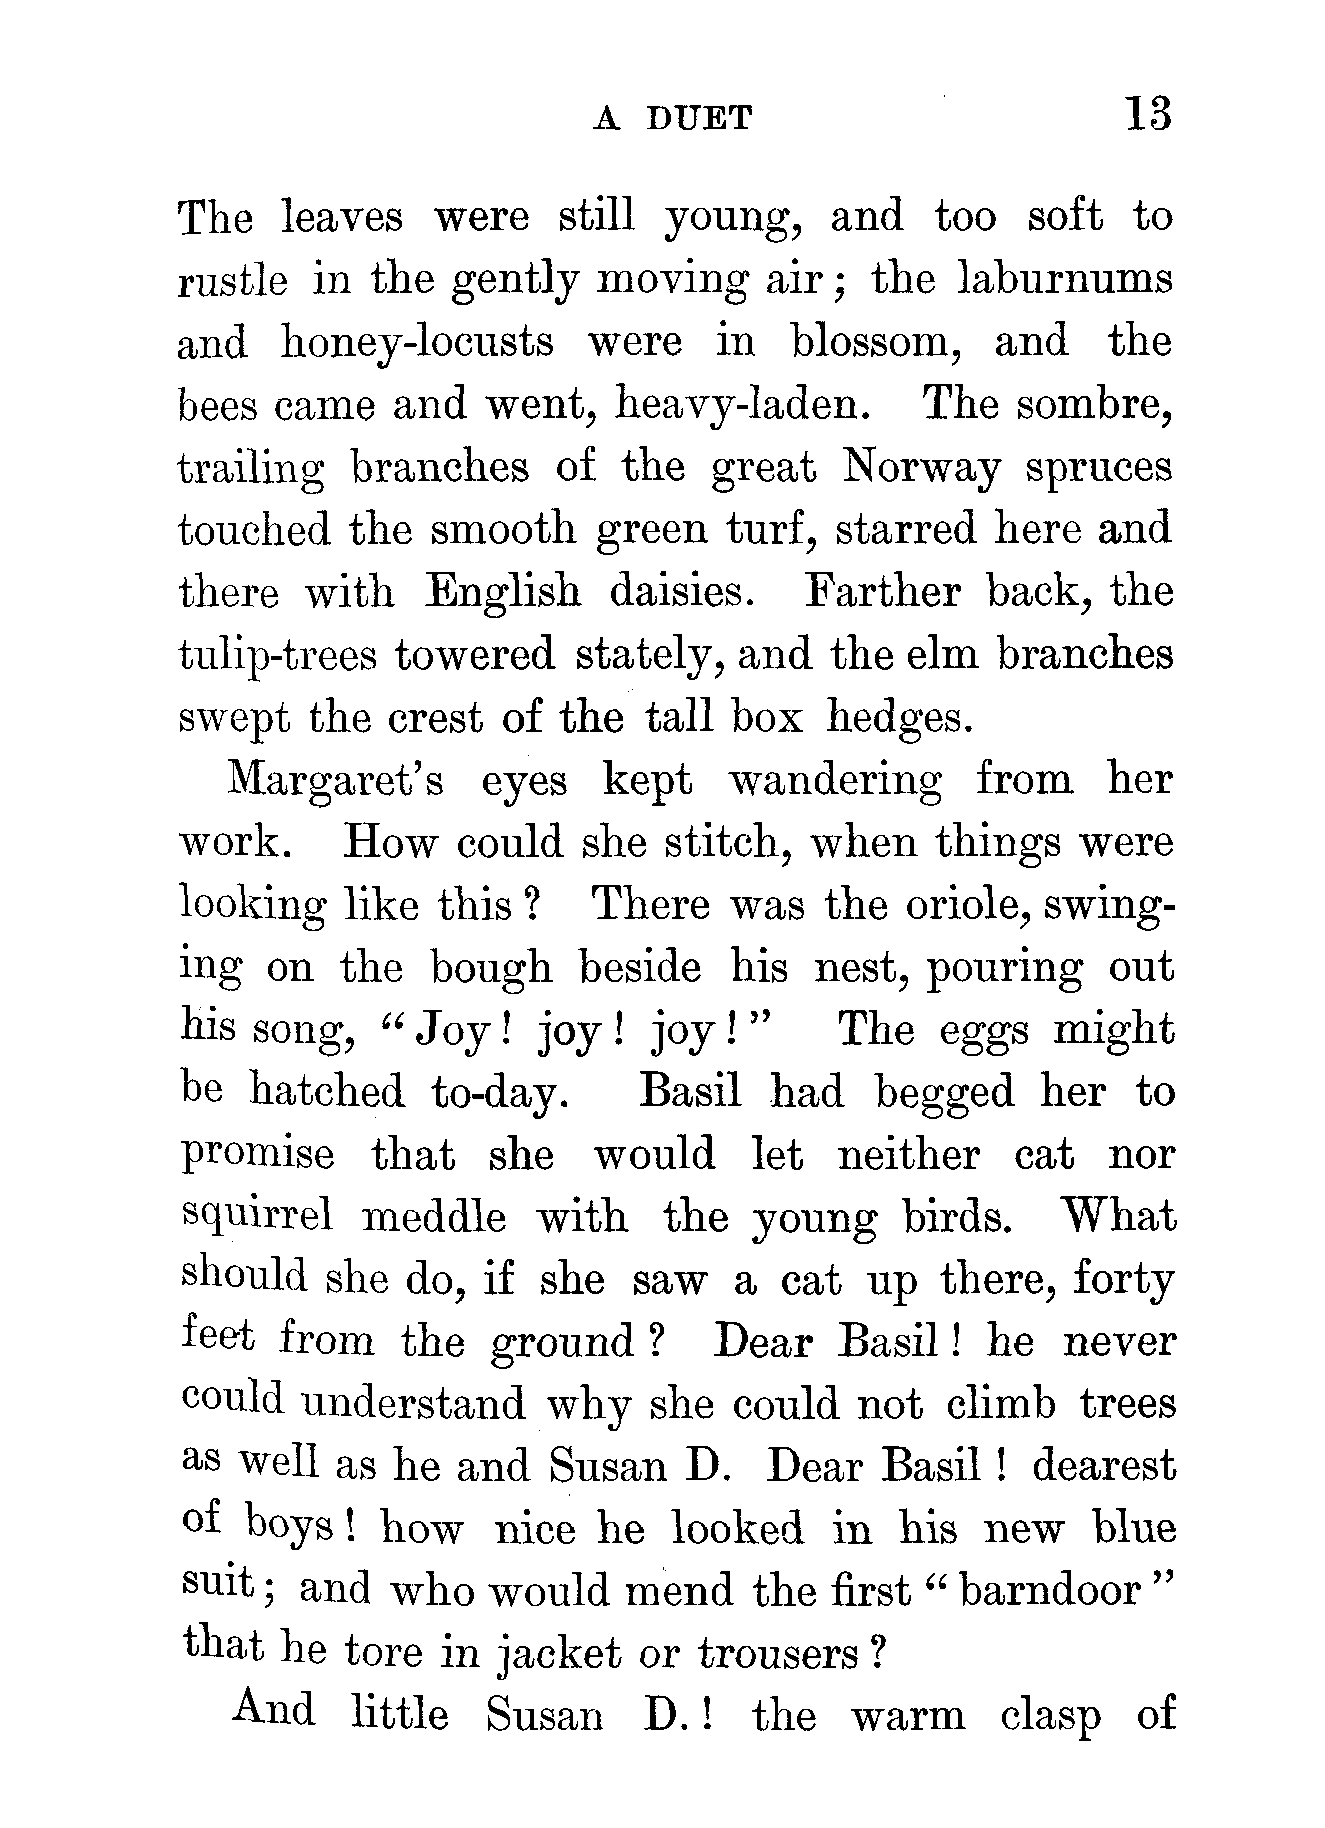 A DUET 13
The leaves were still young, and too soft to
rustle in the gently moving air; the laburnums
and honey-locusts were in blossom, and the
bees came and went, heavy-laden. The sombre,
trailing branches of the great Norway spruces
touched the smooth green turf, starred here and
there with English daisies. Farther back, the
tulip-trees towered stately, and the elm branches
swept the crest of the tall box hedges.
Margaret's eyes kept wandering from her
work. How could she stitch, when things were
looking like this? There was the oriole, swing-
ing on the bough beside his nest, pouring out
his song, "Joy! joy! joy!" The eggs might
be hatched to-day. Basil had begged her to
promise that she would let neither cat nor
squirrel meddle with the young birds. What
should she do, if she saw a cat up there, forty
feet from the ground? Dear Basil! he never
could understand why she could not climb trees
as well as he and Susan D. Dear Basil! dearest
of boys! how nice he looked in his new blue
suit; and who would mend the first "barndoor"
that he tore in jacket or trousers?
And little Susan D.! the warm clasp of